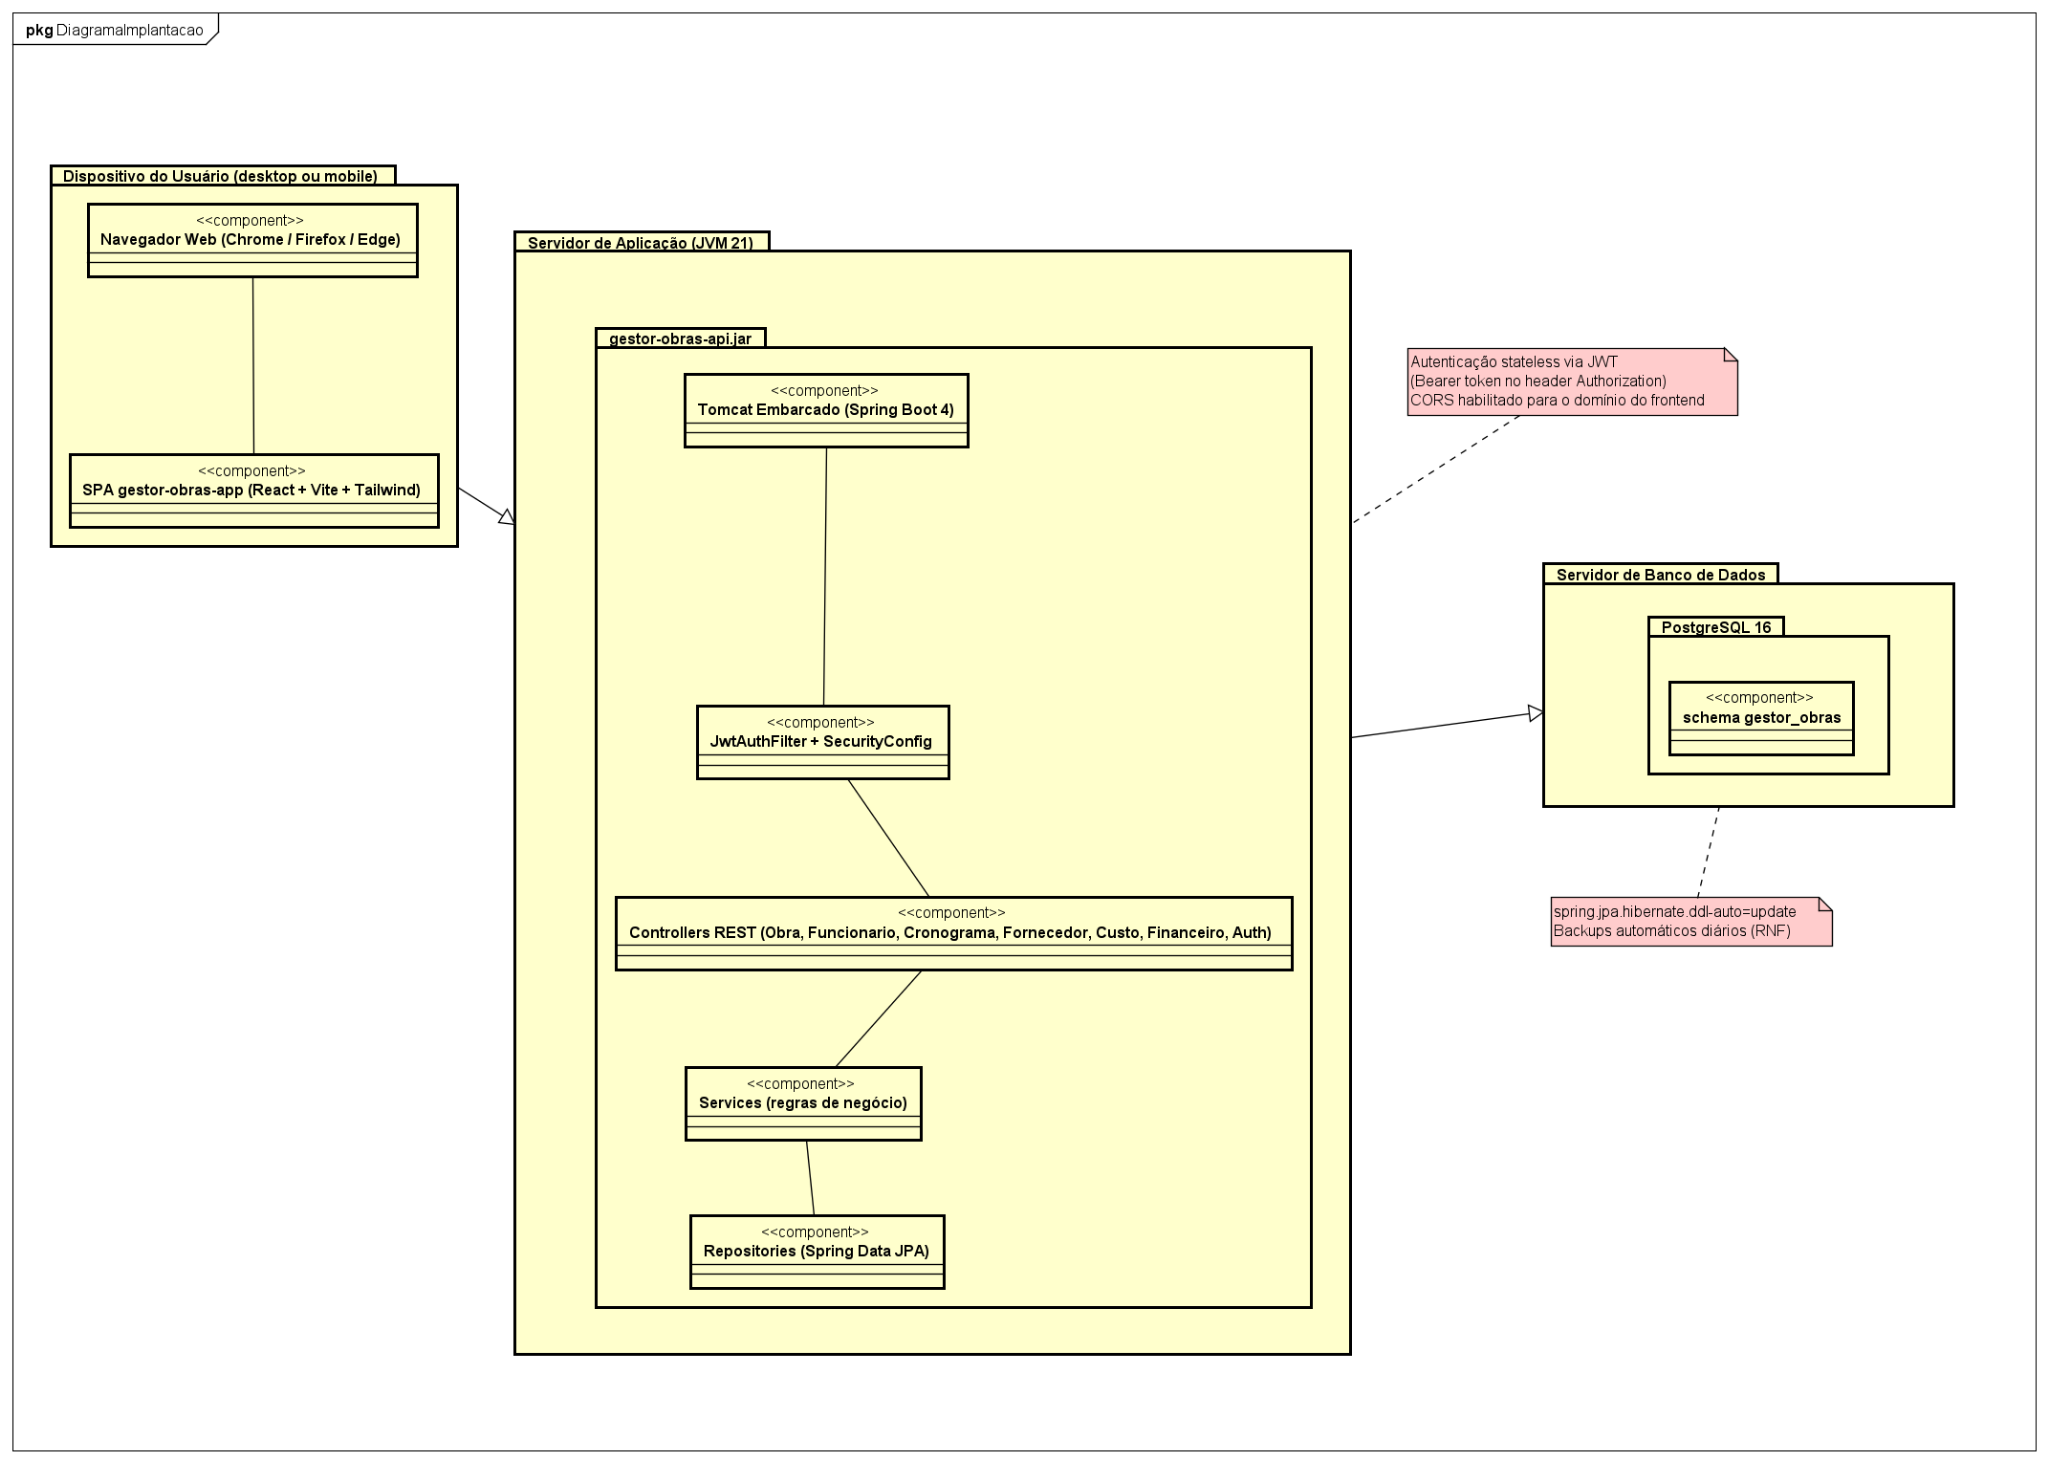 pkg DiagramaImplantacao
Dispositivo do Usuário (desktop ou mobile)
<<component>>
Navegador Web (Chrome / Firefox / Edge)
<<component>>
SPA gestor-obras-app (React + Vite + Tailwind)
Servidor de Aplicação (JVM 21)
gestor-obras-api.jar
<<component>>
Tomcat Embarcado (Spring Boot 4)
<<component>>
JwtAuthFilter + SecurityConfig
<<component>>
Controllers REST (Obra, Funcionario, Cronograma, Fornecedor, Custo, Financeiro, Auth)
<<component>>
Services (regras de negócio)
<<component>>
Repositories (Spring Data JPA)
Autenticação stateless via JWT
(Bearer token no header Authorization)
CORS habilitado para o domínio do frontend
Servidor de Banco de Dados
PostgreSQL 16
<<component>>
schema gestor_obras
spring.jpa.hibernate.ddl-auto=update
Backups automáticos diários (RNF)